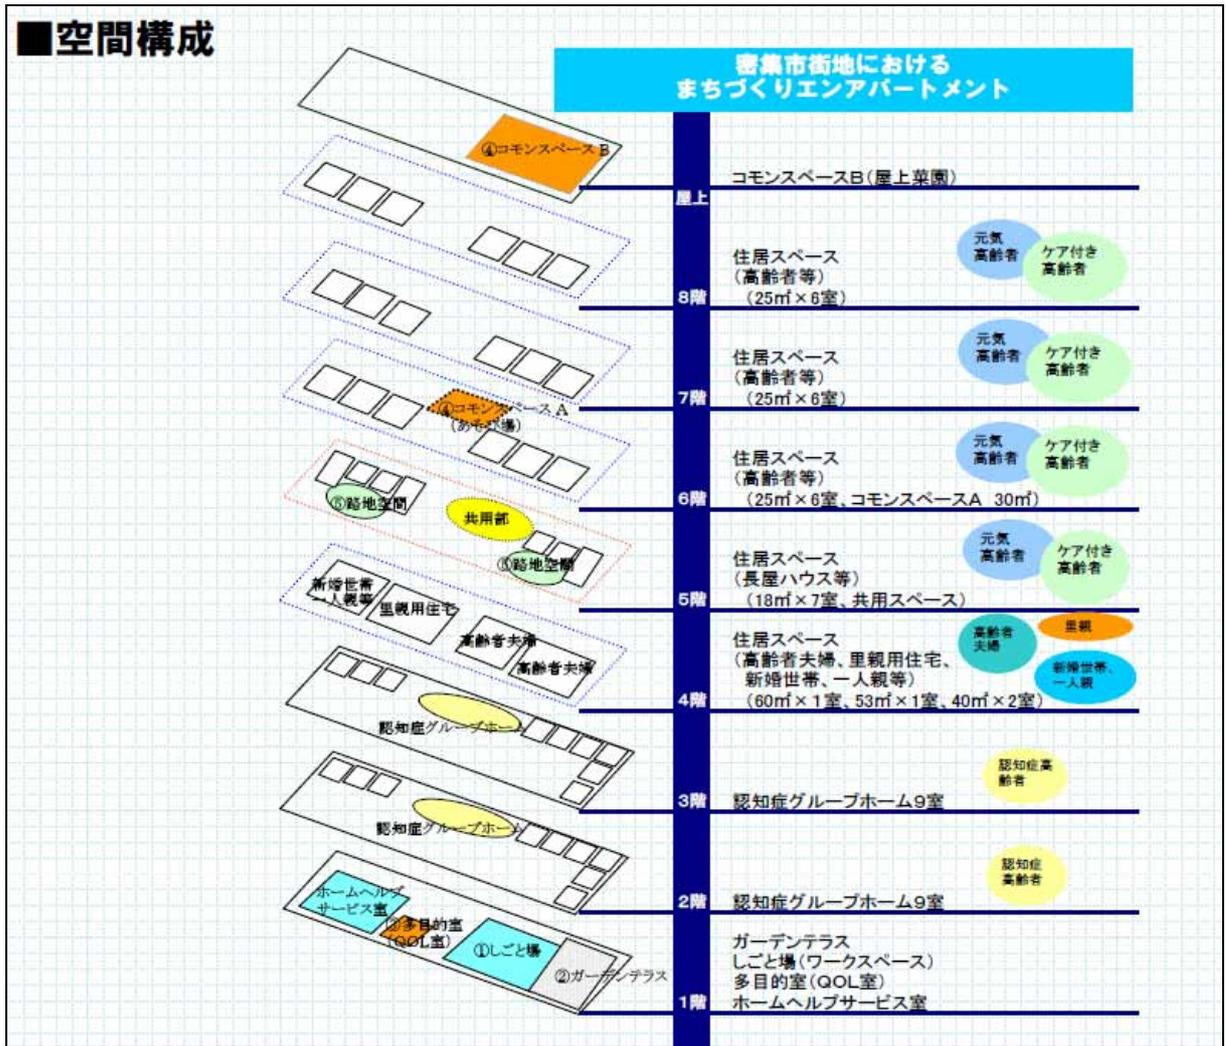 ■空間構成
密集市街地における
まちづくりエンアパートメント
④コモンスペースB
屋上
コモンスペースB(屋上菜園)
8階
住居スペース
(高齢者等)
(25㎡×6室)
元気
高齢者
ケア付き
高齢者
7階
住居スペース
(高齢者等)
(25㎡×6室)
元気
高齢者
ケア付き
高齢者
④コモンスペースA
(あそび場)
6階
住居スペース
(高齢者等)
(25㎡×6室、コモンスペースA 30㎡)
元気
高齢者
ケア付き
高齢者
⑤路地空間
共用部
⑤路地空間
5階
住居スペース
(長屋ハウス等)
(18㎡×7室、共用スペース)
元気
高齢者
ケア付き
高齢者
新婚世帯
一人親等
里親用住宅
高齢者夫婦
高齢者夫婦
4階
住居スペース
(高齢者夫婦、里親用住宅、
新婚世帯、一人親等)
(60㎡×1室、53㎡×1室、40㎡×2室)
高齢者
夫婦
里親
新婚世帯、
一人親
認知症グループホーム
3階
認知症グループホーム9室
認知症高
齢者
認知症グループホーム
2階
認知症グループホーム9室
認知症
高齢者
ホームヘルプ
サービス室
③多目的室
(QOL室)
①しごと場
②ガーデンテラス
1階
ガーデンテラス
しごと場(ワークスペース)
多目的室(QOL室)
ホームヘルプサービス室